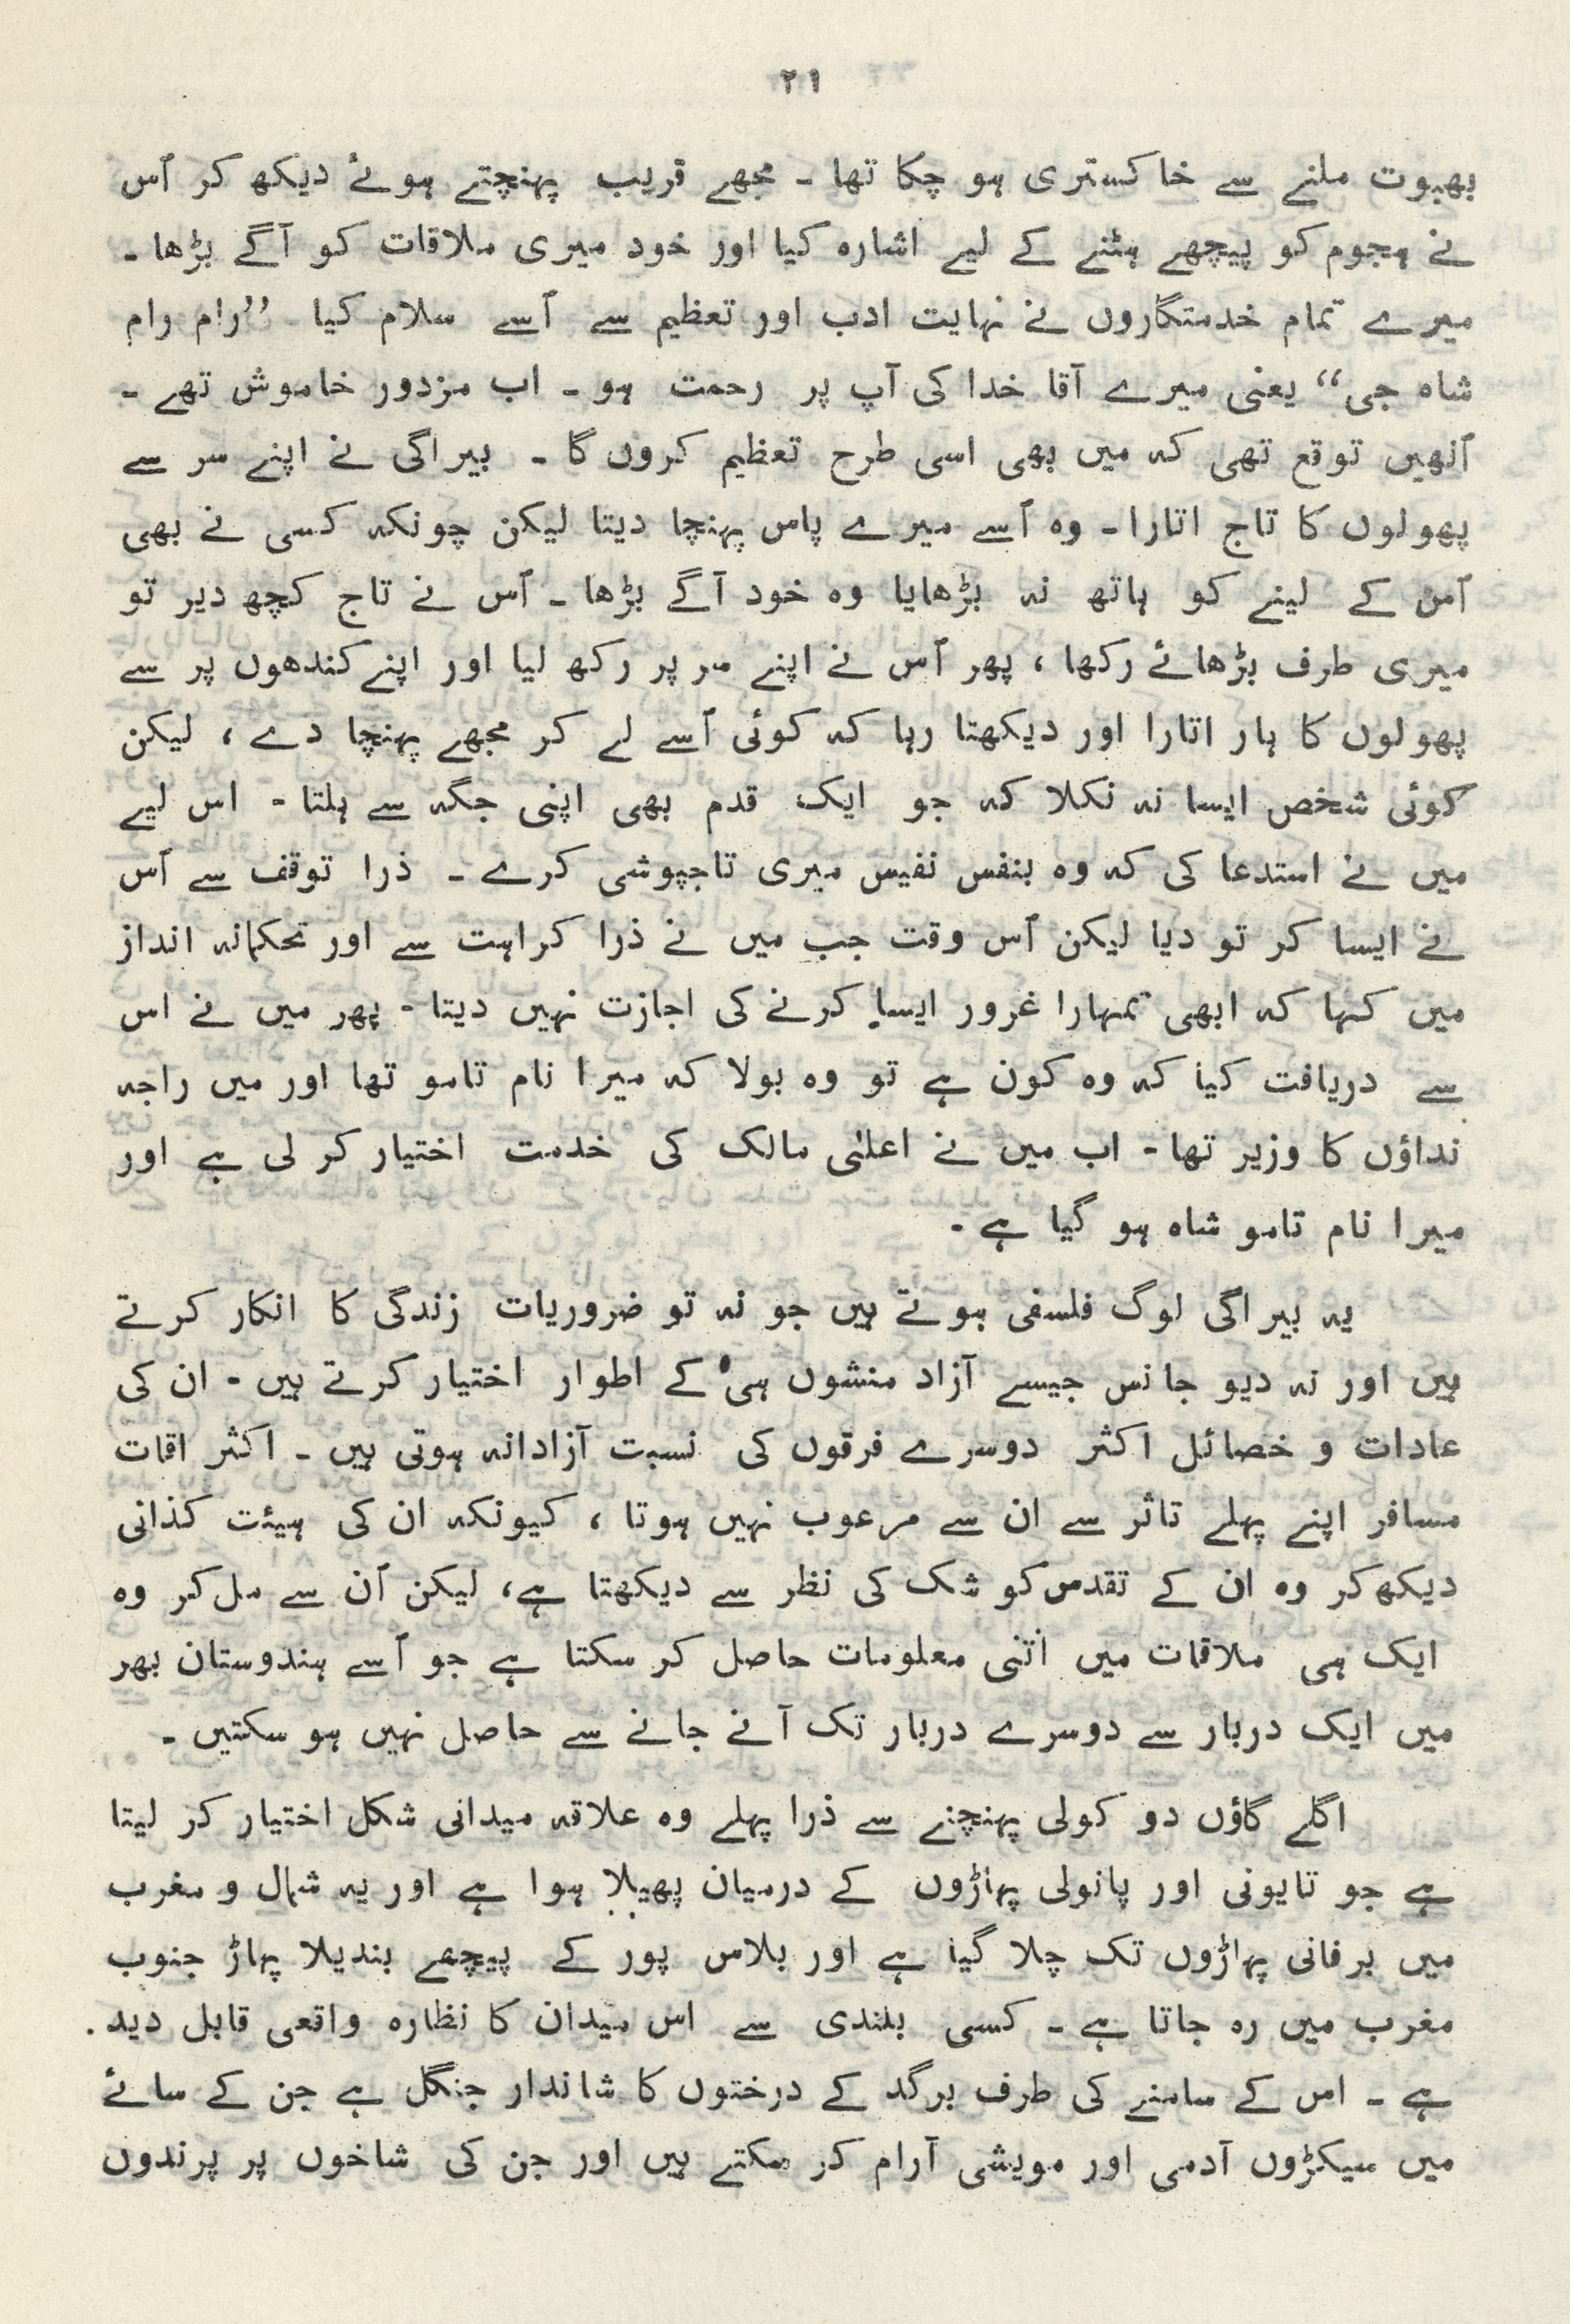 ۲۱
بھبوت ملنے سے خاکستری ہو چکا تھا ۔ مجھے قریب پہنچتے ہوئے دیکھ کر اُس
نے ہجوم کو پیچھے ہٹنے کے لیے اشارہ کیا اور خود میری ملاقات کو آگے بڑھا ۔
میرے تمام خدمتگاروں نے نہایت ادب اور تعظیم سے اُسے سلام کیا ’’رام رام
شاہ جی‘‘ یعنی میرے آقا خدا کی آپ پر رحمت ہو ۔ اب مزدور خاموش تھے ۔
اُنھیں توقع تھی کہ میں بھی اسی طرح تعظیم کروں گا ۔ بیراگی نے اپنے سر سے
پھولوں کا تاج اتارا ۔ وہ اُسے میرے پاس پہنچا دیتا لیکن چونکہ کسی نے بھی
اُس کے لینے کو ہاتھ نہ بڑھایا وہ خود آگے بڑھا ۔ اُس نے تاج کچھ دیر تو
میری طرف بڑھائے رکھا ، پھر اُس نے اپنے سر پر رکھ لیا اور اپنے کندھوں پر سے
پھولوں کا ہار اتارا اور دیکھتا رہا کہ کوئی اُسے لے کر مجھے پہنچا دے ، لیکن
کوئی شخص ایسا نہ نکلا کہ جو ایک قدم بھی اپنی جگہ سے ہلتا ۔ اس لیے
میں نے استدعا کی کہ وہ بنفس نفیس میری تاجپوشی کرے ۔ ذرا توقف سے اُس
نے ایسا کر تو دیا لیکن اُس وقت جب میں نے ذرا کراہت سے اور تحکمانہ انداز
میں کہا کہ ابھی تمہارا غرور ایسا کرنے کی اجازت نہیں دیتا ۔ پھر میں نے اس
سے دریافت کیا کہ وہ کون ہے تو وہ بولا کہ میرا نام تامو تھا اور میں راجہ
نداؤں کا وزیر تھا ۔ اب میں نے اعلیٰ مالک کی خدمت اختیار کر لی ہے اور
میرا نام تامو شاہ ہو گیا ہے ۔
یہ بیراگی لوگ فلسفی ہوتے ہیں جو نہ تو ضروریات زندگی کا انکار کرتے
ہیں اور نہ دیو جانس جیسے آزاد منشوں ہی کے اطوار اختیار کرتے ہیں ۔ ان کی
عادات و خصائل اکثر دوسرے فرقوں کی نسبت آزادانہ ہوتی ہیں ۔ اکثر اقات
مسافر اپنے پہلے تاثر سے ان سے مرعوب نہیں ہوتا ، کیونکہ ان کی ہیئت کذانی
دیکھ کر وہ ان کے تقدس کو شک کی نظر سے دیکھتا ہے، لیکن اُن سے مل کر وہ
ایک ہی ملاقات میں اتنی معلومات حاصل کر سکتا ہے جو اُسے ہندوستان بھر
میں ایک دربار سے دوسرے دربار تک آنے جانے سے حاصل نہیں ہو سکتیں ۔
اگلے گاؤں دو کولی پہنچنے سے ذرا پہلے وہ علاقہ میدانی شکل اختیار کر لیتا
ہے جو تایونی اور پانولی پہاڑوں کے درمیان پھیلا ہوا ہے اور یہ شمال و مغرب
میں برفانی پہاڑوں تک چلا گیا ہے اور بلاس پور کے پیچھے بندیلا پہاڑ جنوب
مغرب میں رہ جاتا ہے ۔ کسی بلندی سے اس میدان کا نظارہ واقعی قابل دید
ہے ۔ اس کے سامنے کی طرف برگد کے درختوں کا شاندار جنگل ہے جن کے سائے
میں سیکڑوں آدمی اور مویشی آرام کر سکتے ہیں اور جن کی شاخوں پر پرندوں